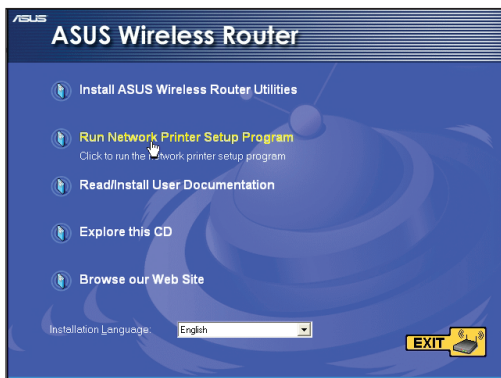 ASUS
ASUS Wireless Router
Install ASUS Wireless Router Utilities
Run Network Printer Setup Program
Click to run the network printer setup program
Read/Install User Documentation
Explore this CD
Browse our Web Site
Installation Language: English
EXIT